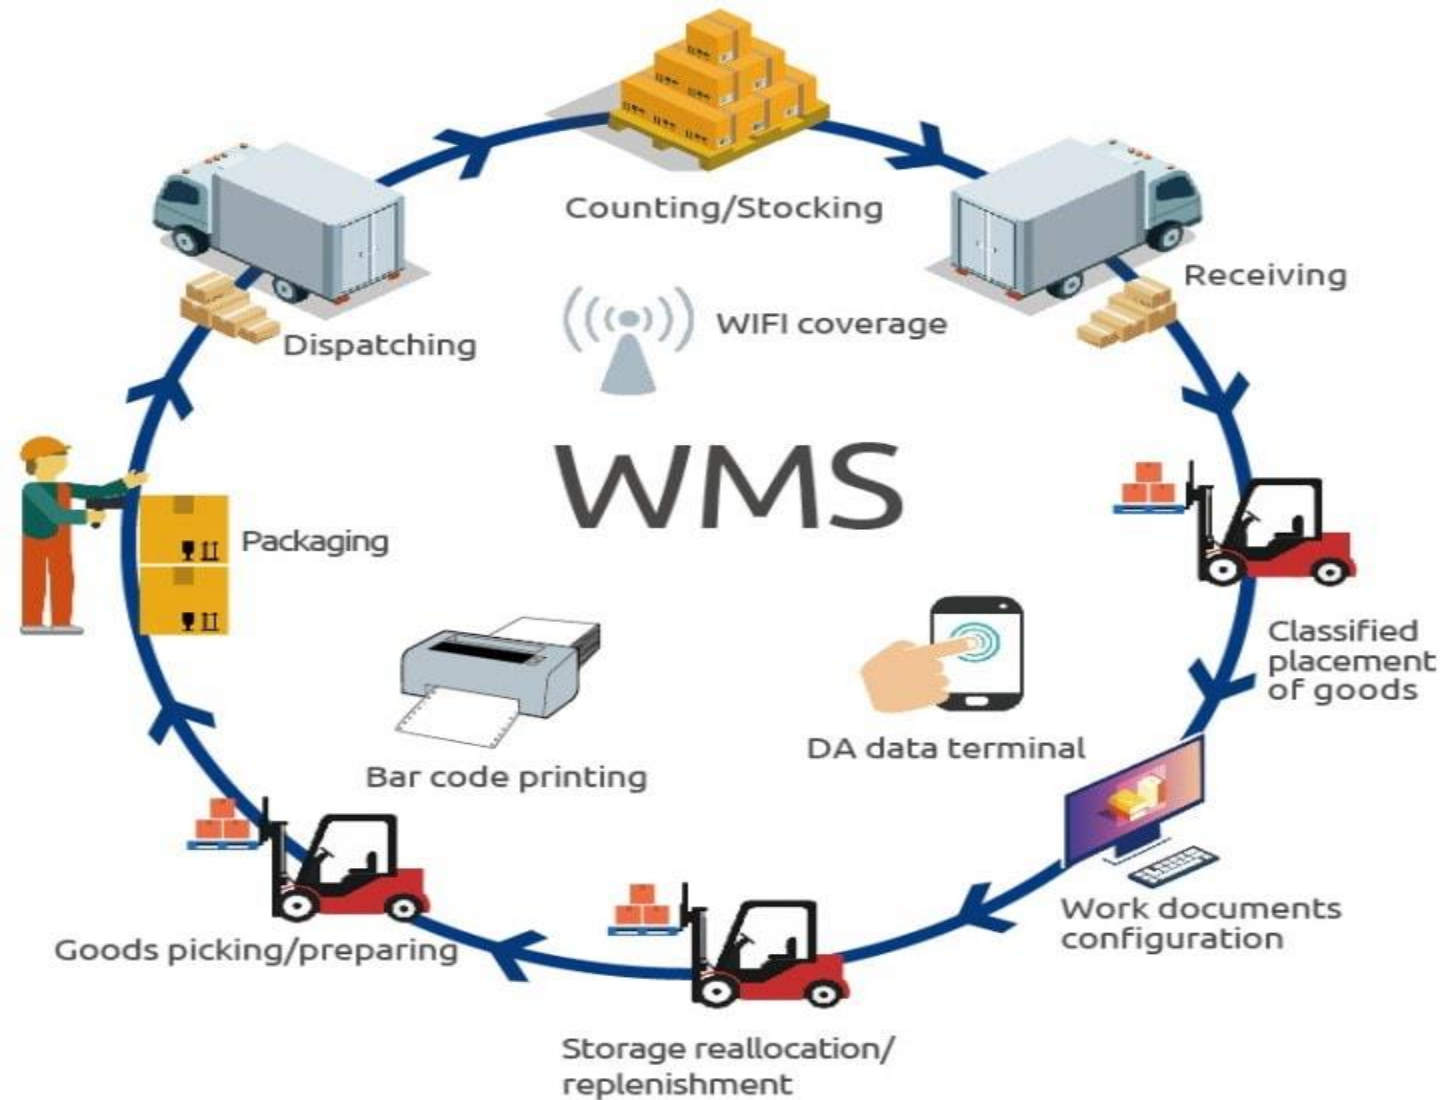 Counting/Stocking
Receiving
WIFI coverage
Dispatching
WMS
Packaging
Classified
placement
of goods
DA data terminal
Bar code printing
Work documents
configuration
Goods picking/preparing
Storage reallocation/
replenishment